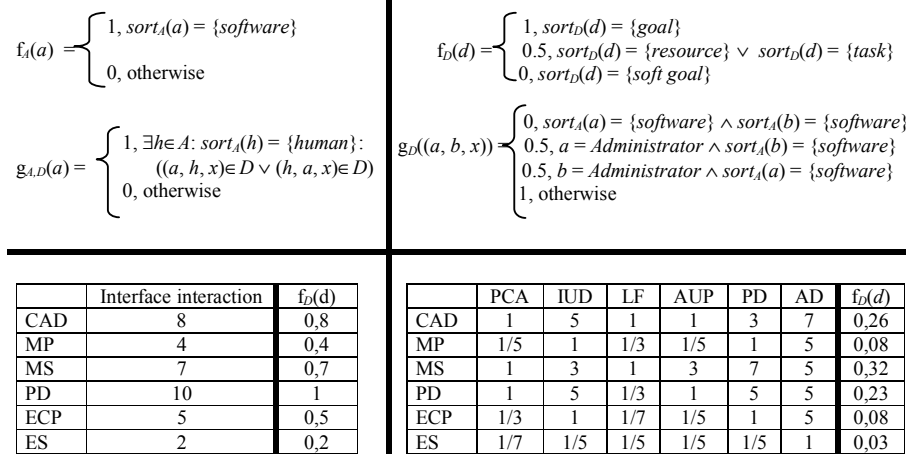 f_A(a) = { 1, sort_A(a) = {software}
0, otherwise
f_D(d) = { 1, sort_D(d) = {goal}
0.5, sort_D(d) = {resource} ∨ sort_D(d) = {task}
0, sort_D(d) = {soft goal}
g_{A,D}(a) = { 1, ∃h∈A: sort_A(h) = {human}:
((a, h, x)∈D ∨ (h, a, x)∈D)
0, otherwise
g_D((a, b, x)) = { 0, sort_A(a) = {software} ∧ sort_A(b) = {software}
0.5, a = Administrator ∧ sort_A(b) = {software}
0.5, b = Administrator ∧ sort_A(a) = {software}
1, otherwise
Interface interaction f_D(d)
CAD 8 0,8
MP 4 0,4
MS 7 0,7
PD 10 1
ECP 5 0,5
ES 2 0,2
PCA IUD LF AUP PD AD f_D(d)
CAD 1 5 1 1 3 7 0,26
MP 1/5 1 1/3 1/5 1 5 0,08
MS 1 3 1 3 7 5 0,32
PD 1 5 1/3 1 5 5 0,23
ECP 1/3 1 1/7 1/5 1 5 0,08
ES 1/7 1/5 1/5 1/5 1/5 1 0,03